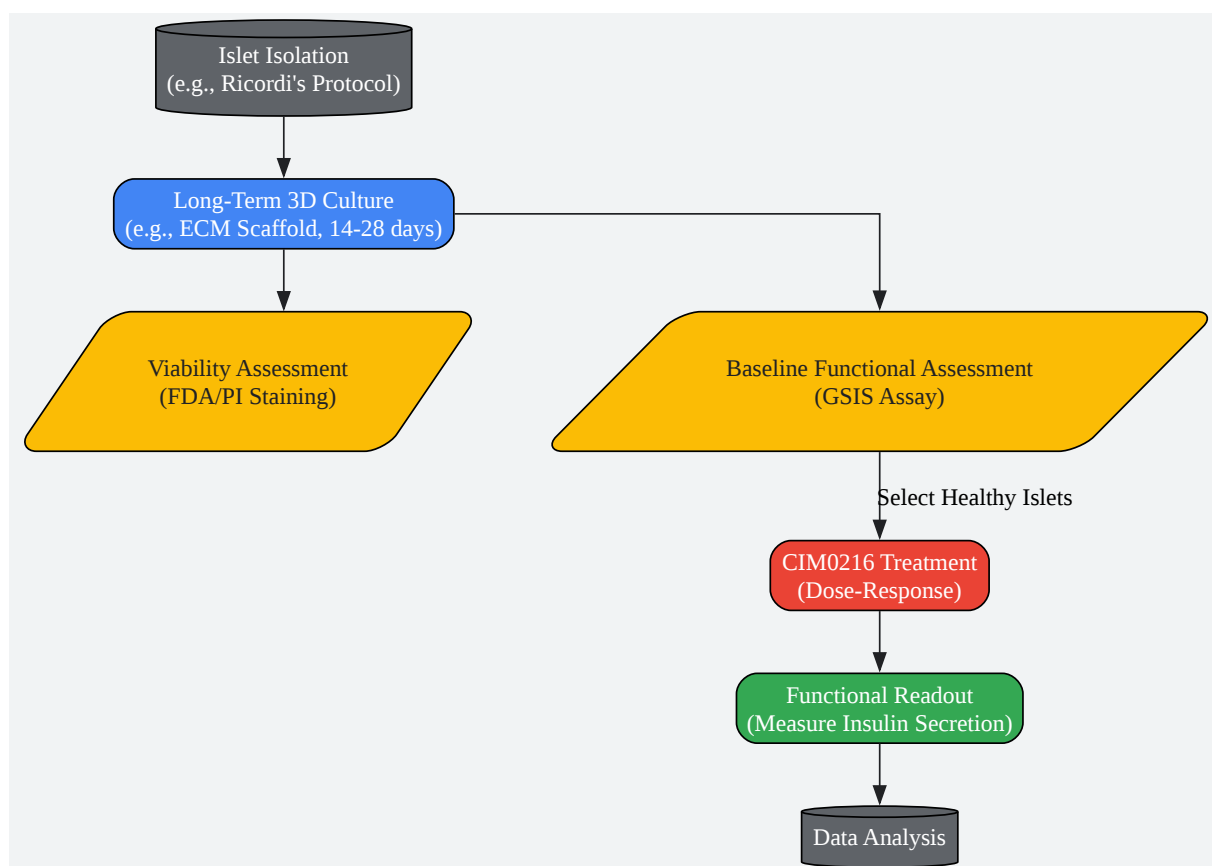 Islet Isolation
(e.g., Ricordi's Protocol)
Long-Term 3D Culture
(e.g., ECM Scaffold, 14-28 days)
Viability Assessment
(FDA/PI Staining)
Baseline Functional Assessment
(GSIS Assay)
Select Healthy Islets
CIM0216 Treatment
(Dose-Response)
Functional Readout
(Measure Insulin Secretion)
Data Analysis